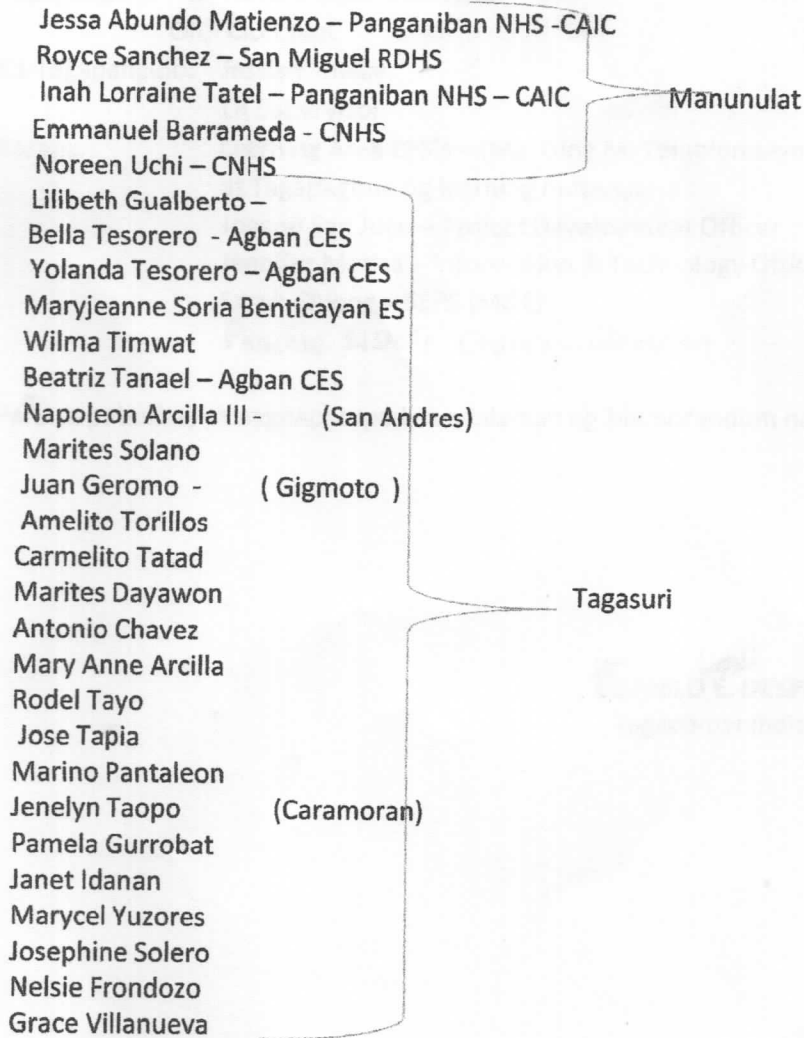 Jessa Abundo Matienzo – Panganiban NHS -CAIC
Royce Sanchez – San Miguel RDHS
Inah Lorraine Tatel – Panganiban NHS – CAIC
Manunulat
Emmanuel Barrameda - CNHS
Noreen Uchi – CNHS
Lilibeth Gualberto –
Bella Tesorero - Agban CES
Yolanda Tesorero - Agban CES
Maryjeanne Soria Benticayan ES
Wilma Timwat
Beatriz Tanael – Agban CES
Napoleon Arcilla III - (San Andres)
Marites Solano
Juan Geromo - ( Gigmoto )
Amelito Torillos
Carmelito Tatad
Marites Dayawon
Tagasuri
Antonio Chavez
Mary Anne Arcilla
Rodel Tayo
Jose Tapia
Marino Pantaleon
Jenelyn Taopo (Caramoran)
Pamela Gurrobat
Janet Idanan
Marycel Yuzores
Josephine Solero
Nelsie Frondozo
Grace Villanueva